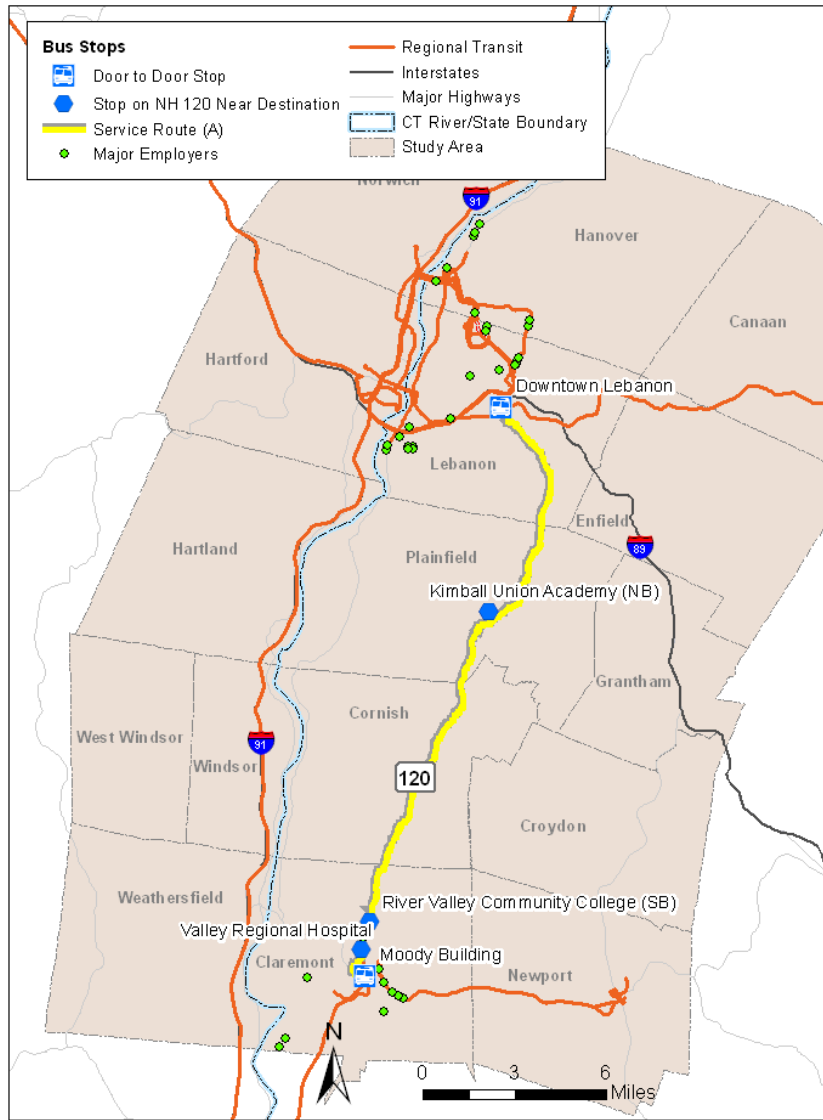 Bus Stops
Door to Door Stop
Stop on NH 120 Near Destination
Service Route (A)
Major Employers
Regional Transit
Interstates
Major Highways
CT River/State Boundary
Study Area
Norwich
91
Hanover
Canaan
Hartford
Downtown Lebanon
Lebanon
Enfield
Hartland
Plainfield
89
Kimball Union Academy (NB)
Grantham
Cornish
West Windsor
91
Windsor
120
Croydon
Weathersfield
River Valley Community College (SB)
Valley Regional Hospital
Claremont
Moody Building
Newport
N
0 3 6
Miles